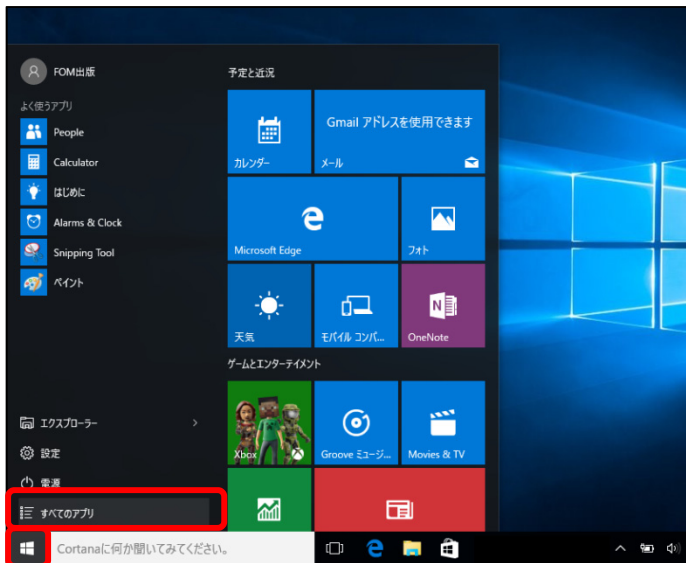 FOM出版
よく使うアプリ
People
Calculator
はじめに
Alarms & Clock
Snipping Tool
ペイント
エクスプローラー
設定
電源
すべてのアプリ
予定と近況
Gmail アドレスを使用できます
カレンダー
メール
Microsoft Edge
フォト
天気
モバイル コンパ...
OneNote
ゲームとエンターテイメント
Xbox
Groove ミュージ...
Movies & TV
Cortanaに何か聞いてみてください。